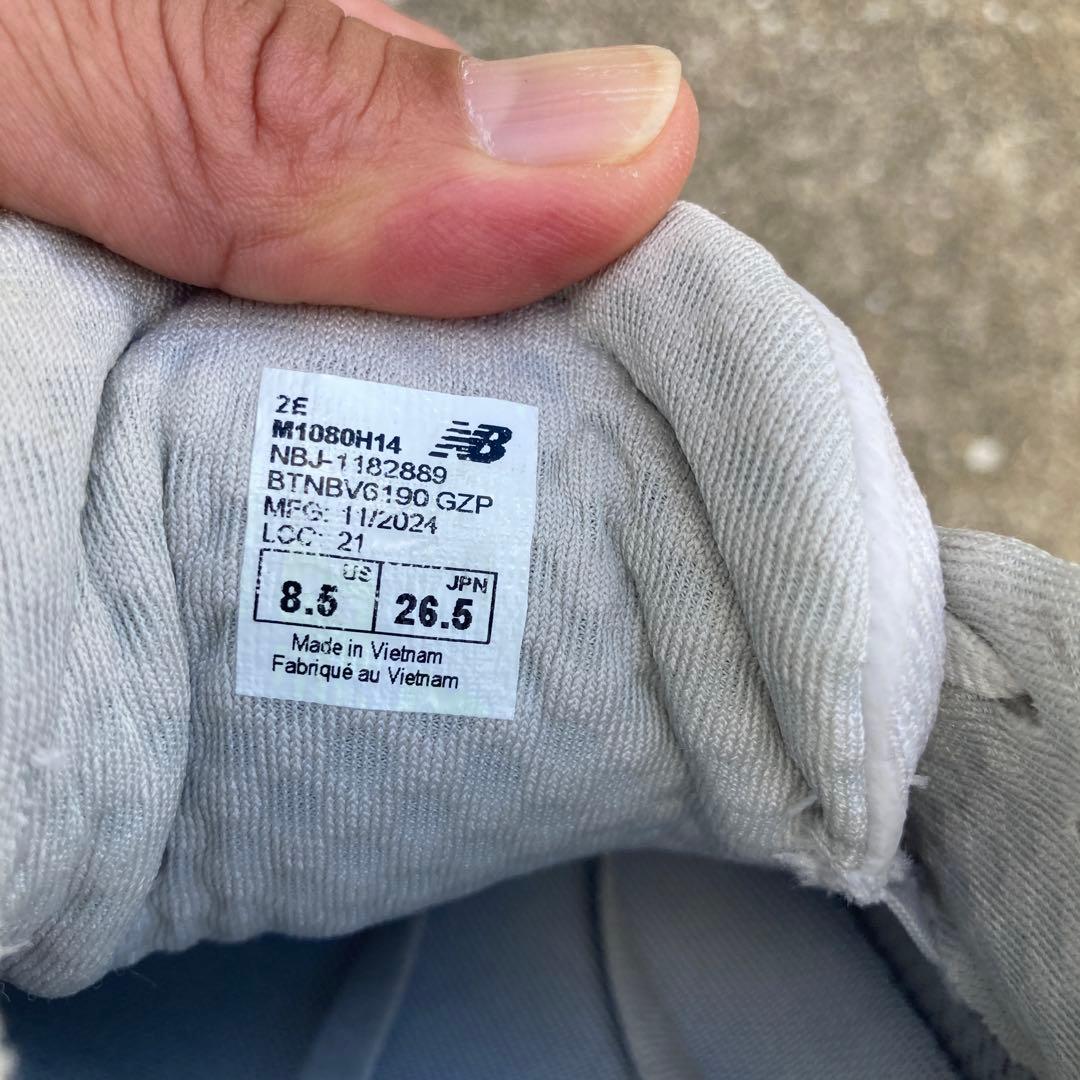 2E
M1080H14 NB
NBJ-1182889
BTNBV6190 GZP
MFG: 11/2024
LOC: 21
US JPN
8.5 26.5
Made in Vietnam
Fabriqué au Vietnam